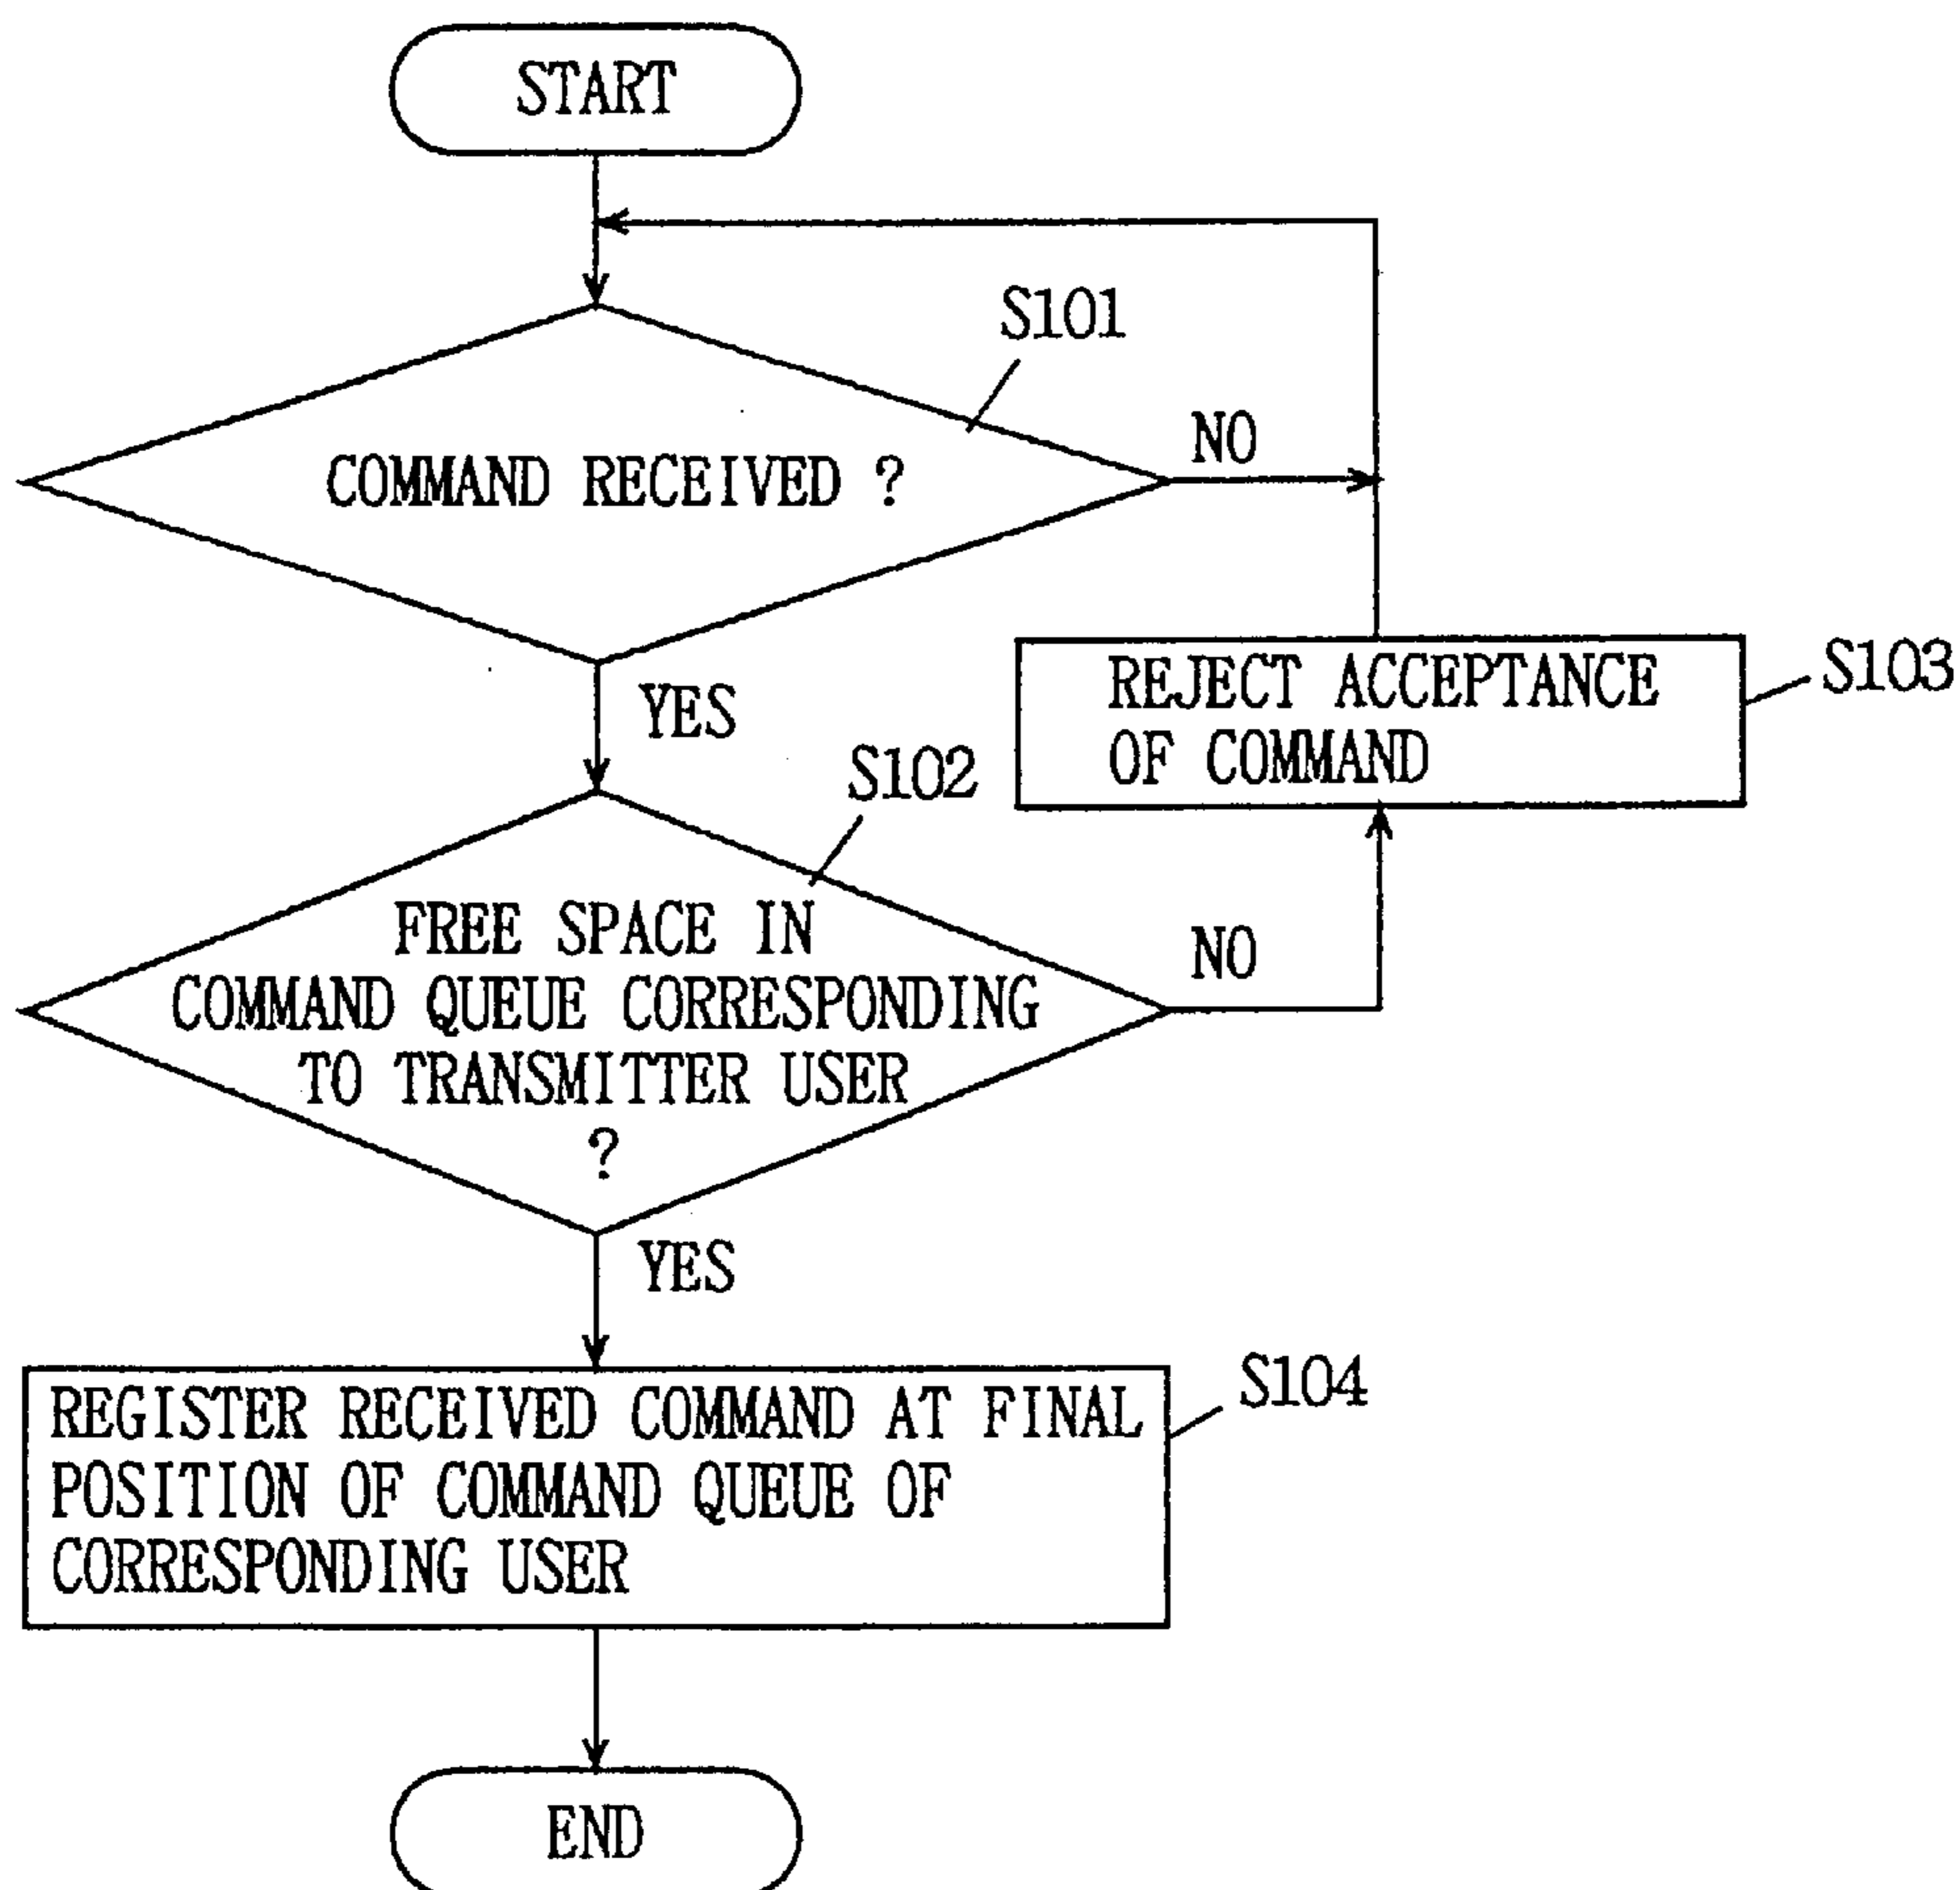 START
S101
COMMAND RECEIVED ?
NO
YES
REJECT ACCEPTANCE
OF COMMAND
S103
S102
FREE SPACE IN
COMMAND QUEUE CORRESPONDING
TO TRANSMITTER USER
?
NO
YES
REGISTER RECEIVED COMMAND AT FINAL
POSITION OF COMMAND QUEUE OF
CORRESPONDING USER
S104
END